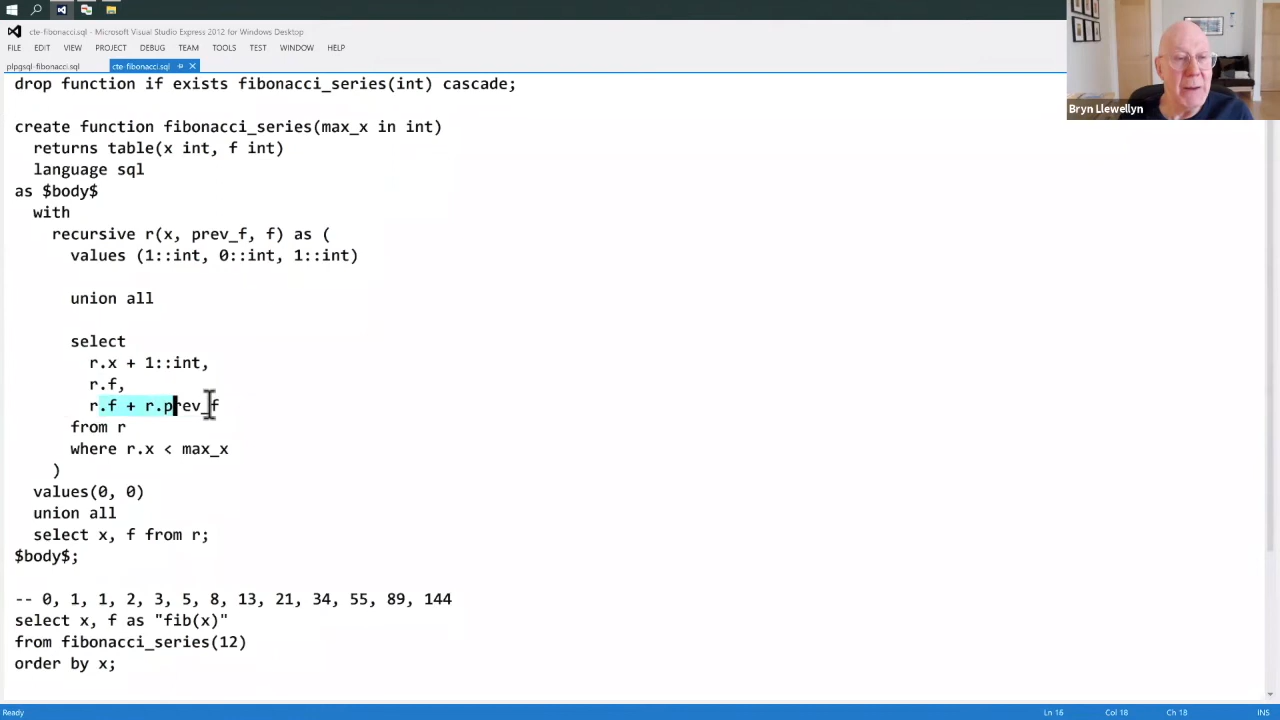 cte-fibonacci.sql - Microsoft Visual Studio Express 2012 for Windows Desktop
FILE EDIT VIEW PROJECT DEBUG TEAM TOOLS TEST WINDOW HELP
plpgsql-fibonacci.sql cte-fibonacci.sql
drop function if exists fibonacci_series(int) cascade;
create function fibonacci_series(max_x in int)
returns table(x int, f int)
language sql
as $body$
with
recursive r(x, prev_f, f) as (
values (1::int, 0::int, 1::int)
union all
select
r.x + 1::int,
r.f,
r.f + r.prev_f
from r
where r.x < max_x
)
values(0, 0)
union all
select x, f from r;
$body$;
-- 0, 1, 1, 2, 3, 5, 8, 13, 21, 34, 55, 89, 144
select x, f as "fib(x)"
from fibonacci_series(12)
order by x;
Bryn Llewellyn
Ready Ln 16 Col 18 Ch 18 INS